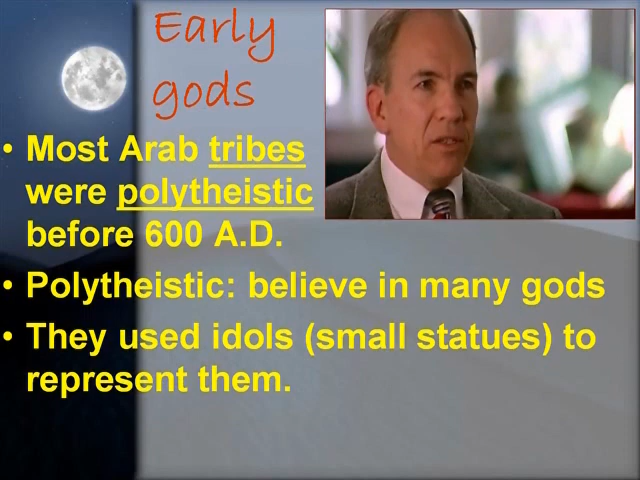 Early
gods
• Most Arab tribes
were polytheistic
before 600 A.D.
• Polytheistic: believe in many gods
• They used idols (small statues) to
represent them.